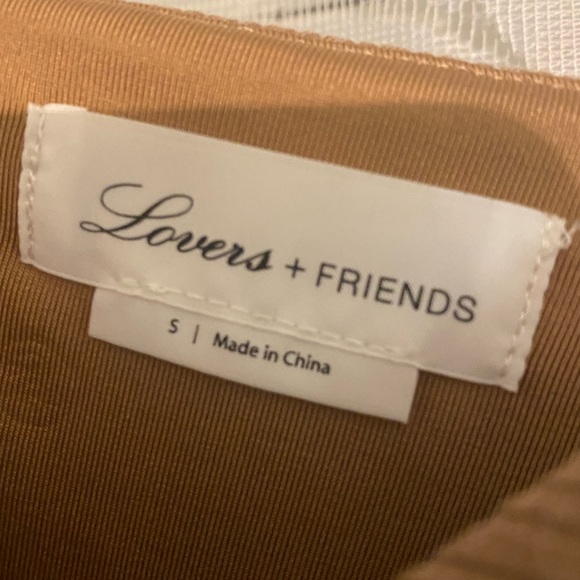 Lovers + FRIENDS
S | Made in China